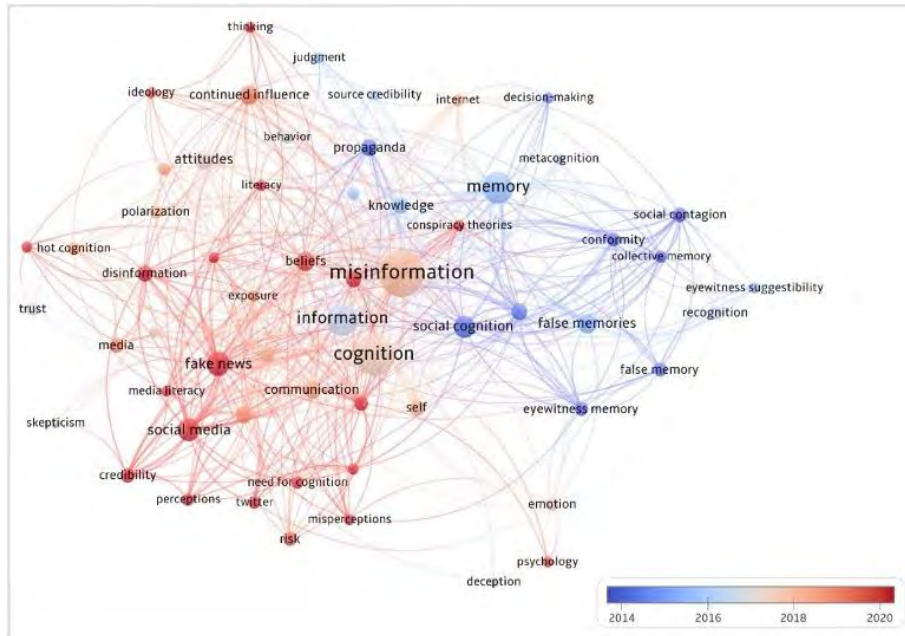 thinking
judgment
ideology
continued influence
source credibility
internet
decision-making
behavior
propaganda
attitudes
metacognition
literacy
memory
polarization
knowledge
conspiracy theories
social contagion
hot cognition
conformity
collective memory
disinformation
beliefs
misinformation
eyewitness suggestibility
exposure
trust
information
social cognition
false memories
recognition
media
cognition
fake news
false memory
media literacy
communication
self
eyewitness memory
skepticism
social media
credibility
need for cognition
perceptions
twitter
misperceptions
emotion
risk
psychology
deception
2014 2016 2018 2020